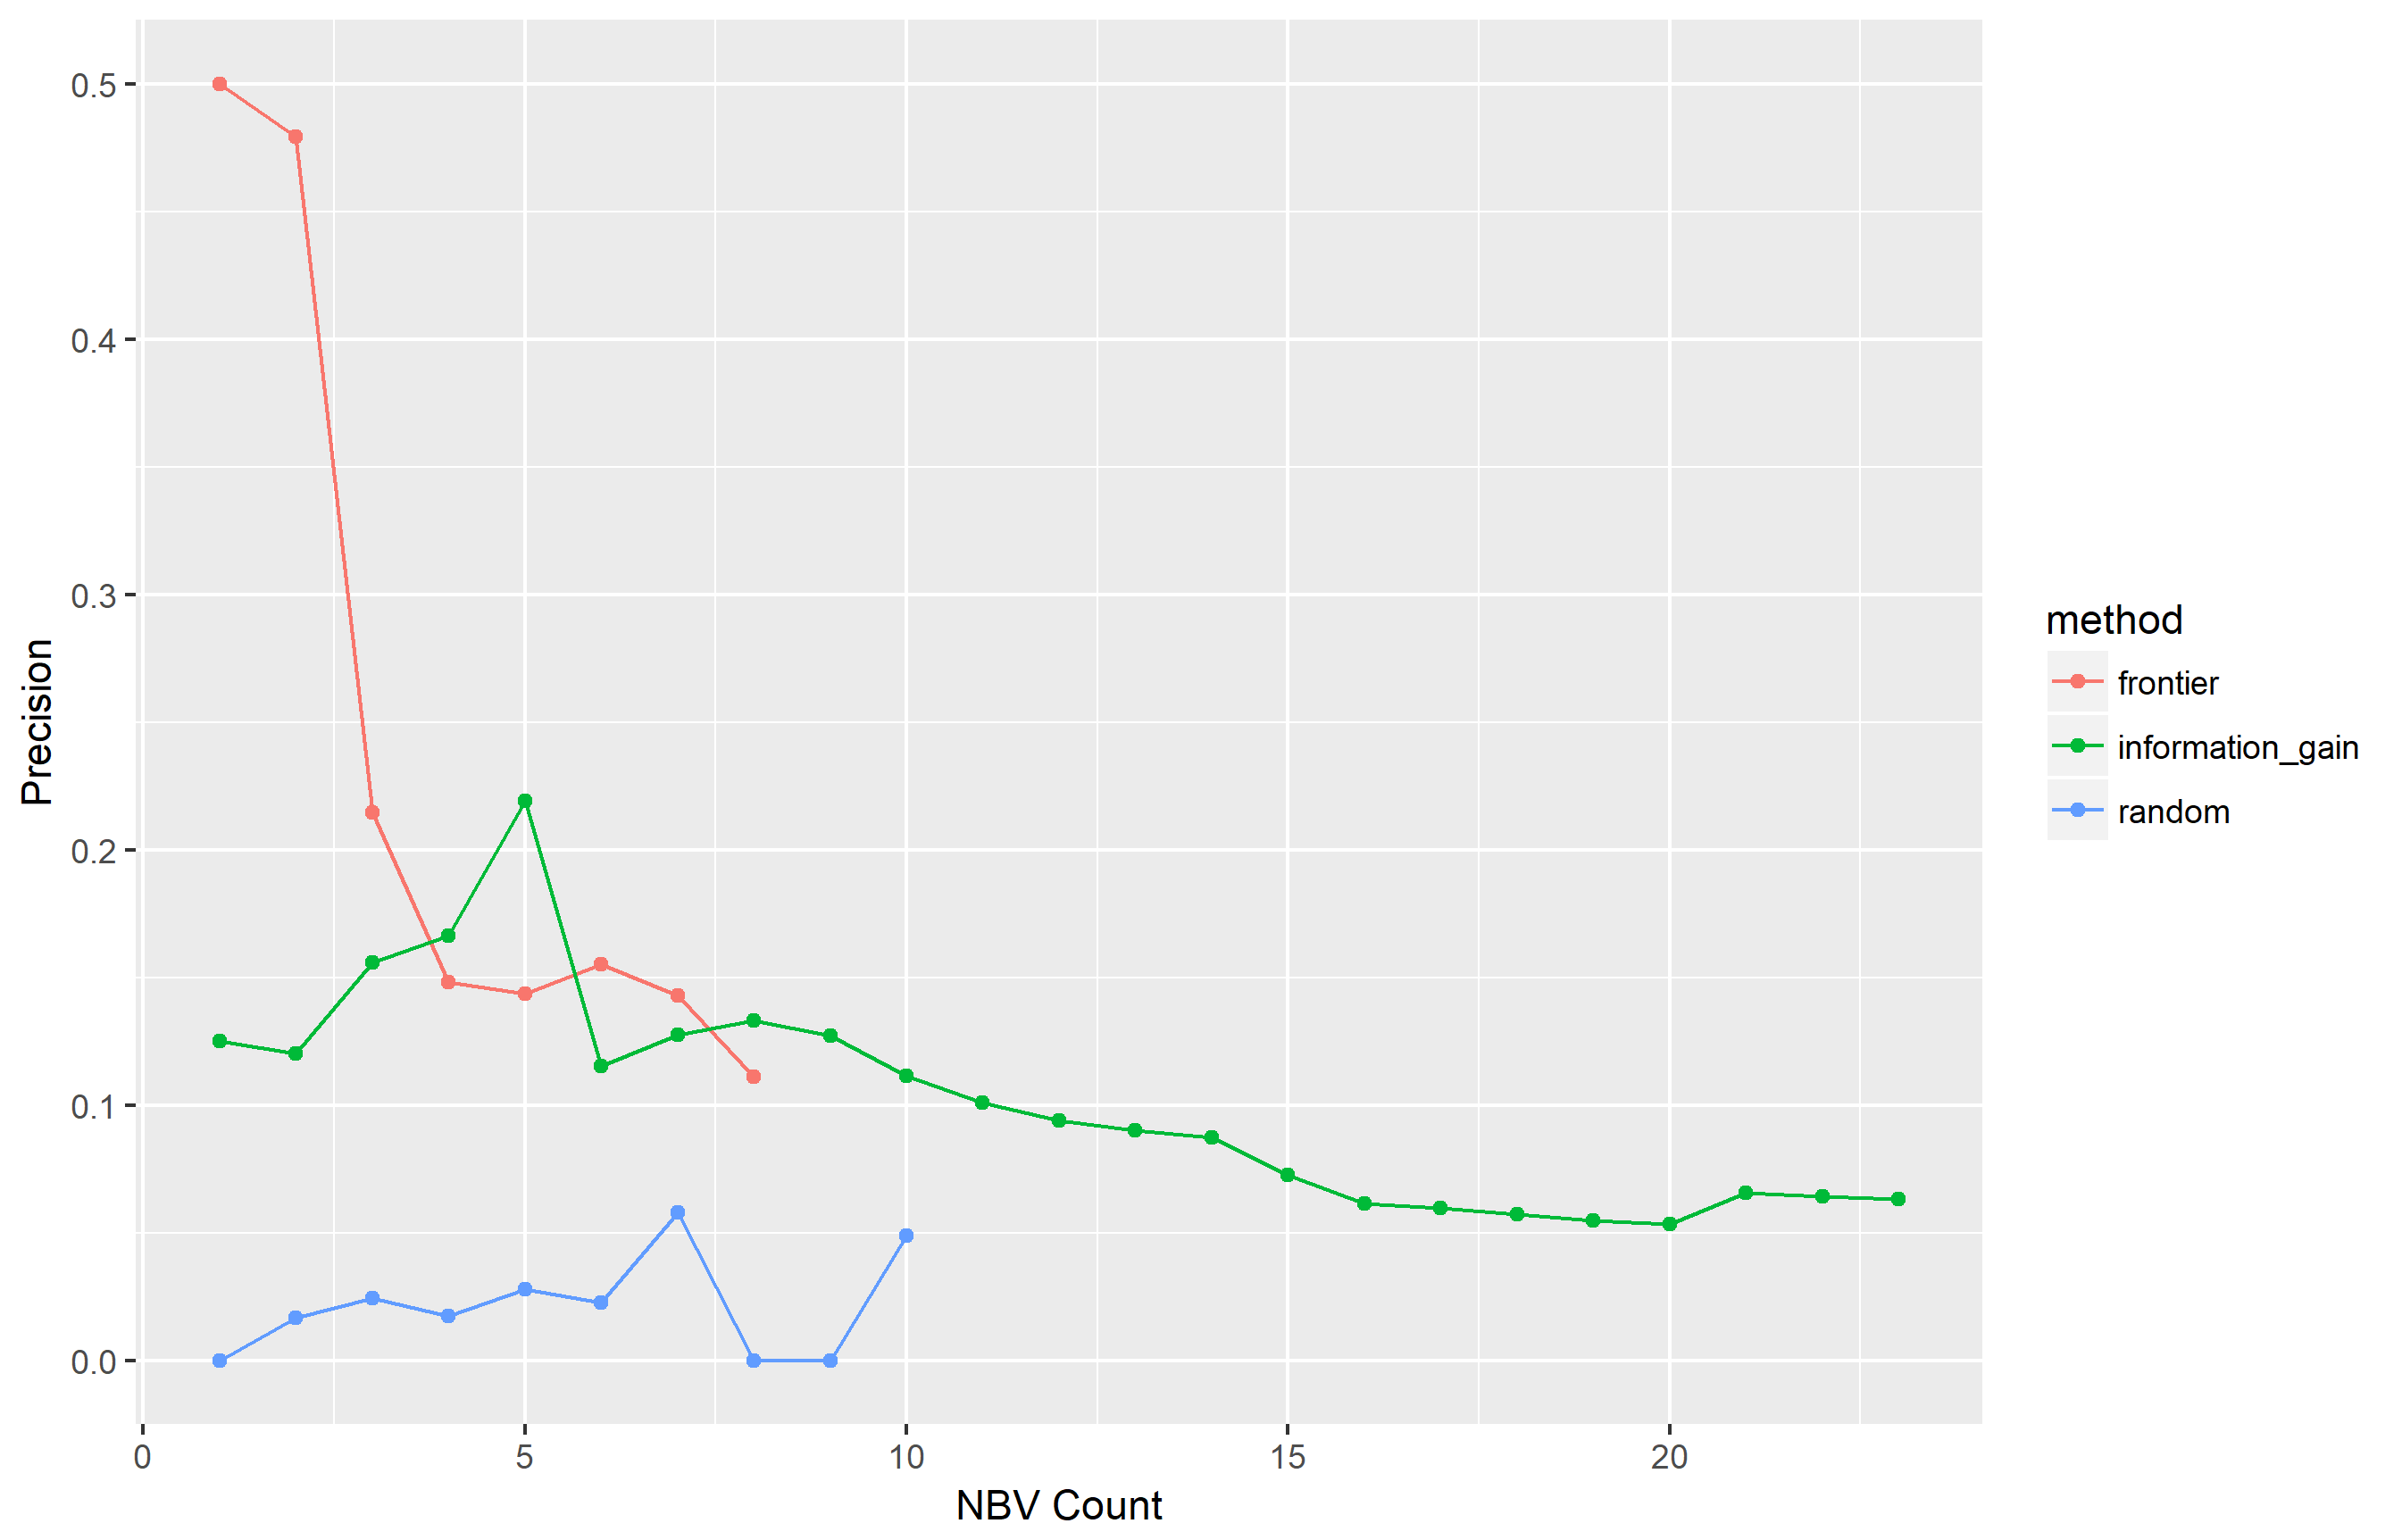 0.5
0.4
0.3
0.2
0.1
0.0
Precision
0 5 10 15 20
NBV Count
method
frontier
information_gain
random